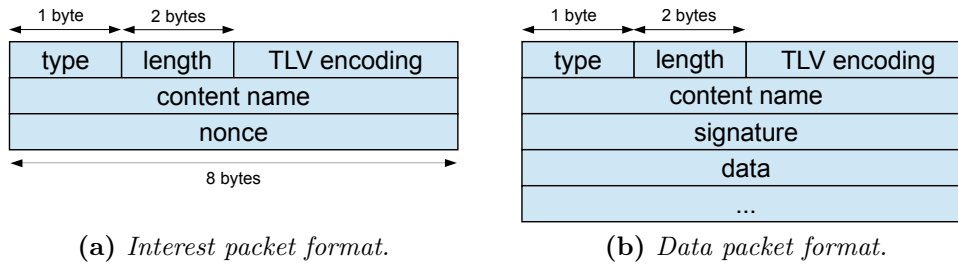 1 byte 2 bytes
type length TLV encoding
content name
nonce
8 bytes
(a) Interest packet format.
1 byte 2 bytes
type length TLV encoding
content name
signature
data
...
(b) Data packet format.